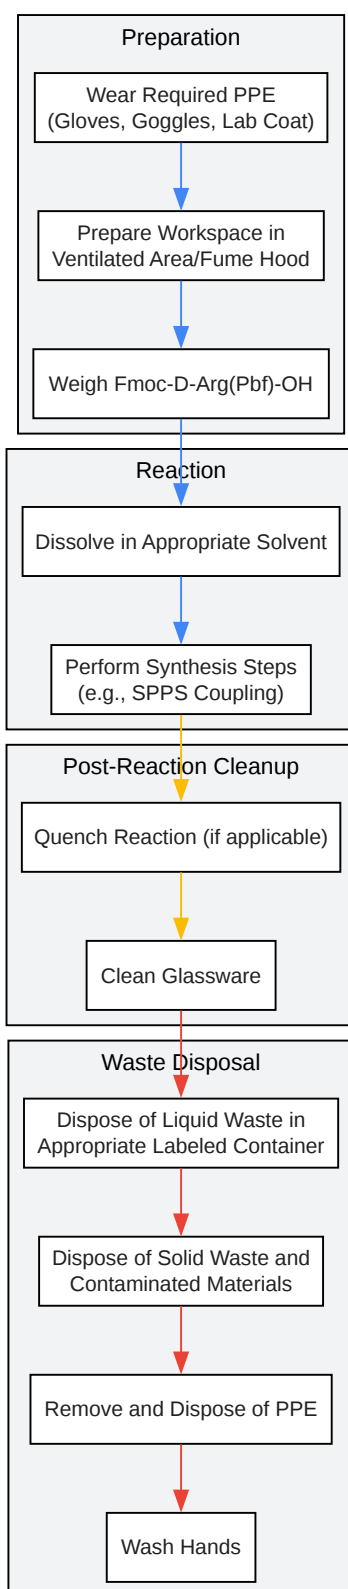 Preparation
Wear Required PPE
(Gloves, Goggles, Lab Coat)
Prepare Workspace in
Ventilated Area/Fume Hood
Weigh Fmoc-D-Arg(Pbf)-OH
Reaction
Dissolve in Appropriate Solvent
Perform Synthesis Steps
(e.g., SPPS Coupling)
Post-Reaction Cleanup
Quench Reaction (if applicable)
Clean Glassware
Waste Disposal
Dispose of Liquid Waste in
Appropriate Labeled Container
Dispose of Solid Waste and
Contaminated Materials
Remove and Dispose of PPE
Wash Hands